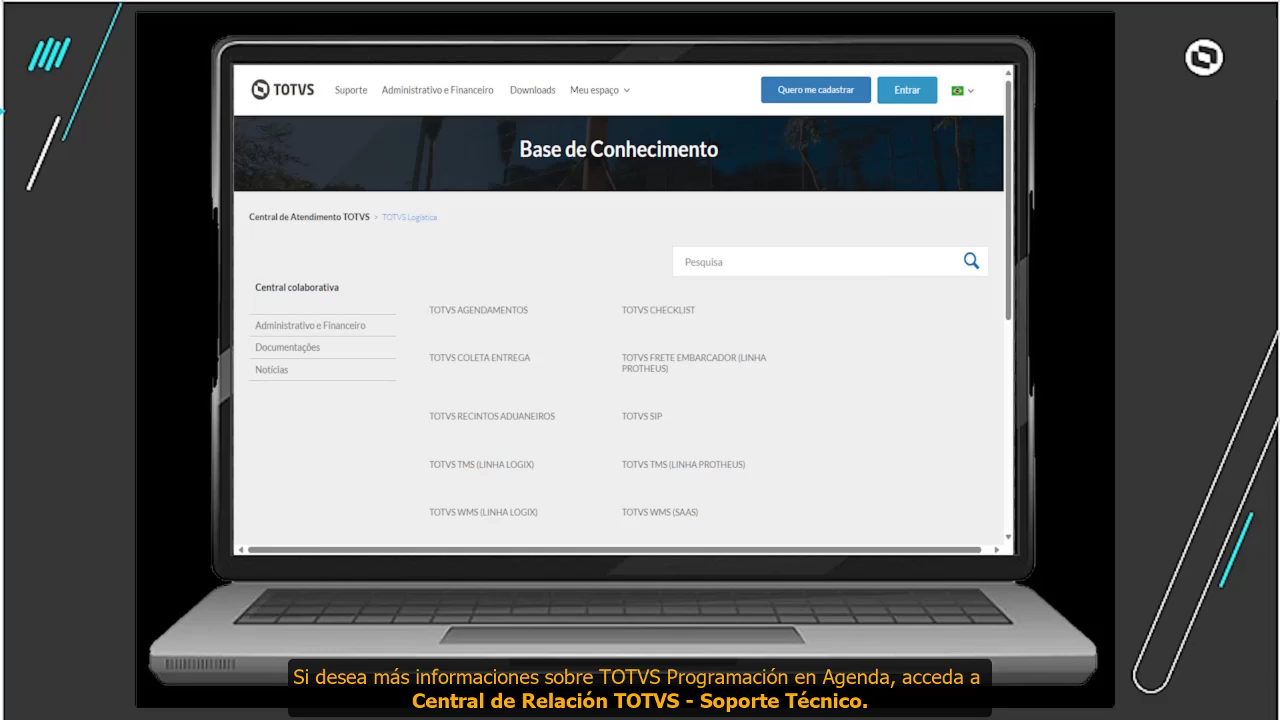 TOTVS Suporte Administrativo e Financeiro Downloads Meu espaço Quero me cadastrar Entrar
Base de Conhecimento
Central de Atendimento TOTVS > TOTVS Logística
Pesquisa
Central colaborativa
Administrativo e Financeiro
Documentações
Notícias
TOTVS AGENDAMENTOS
TOTVS CHECKLIST
TOTVS COLETA ENTREGA
TOTVS FRETE EMBARCADOR (LINHA
PROTHEUS)
TOTVS RECINTOS ADUANEIROS
TOTVS SIP
TOTVS TMS (LINHA LOGIX)
TOTVS TMS (LINHA PROTHEUS)
TOTVS WMS (LINHA LOGIX)
TOTVS WMS (SAAS)
Si desea más informaciones sobre TOTVS Programación en Agenda, acceda a
Central de Relación TOTVS - Soporte Técnico.